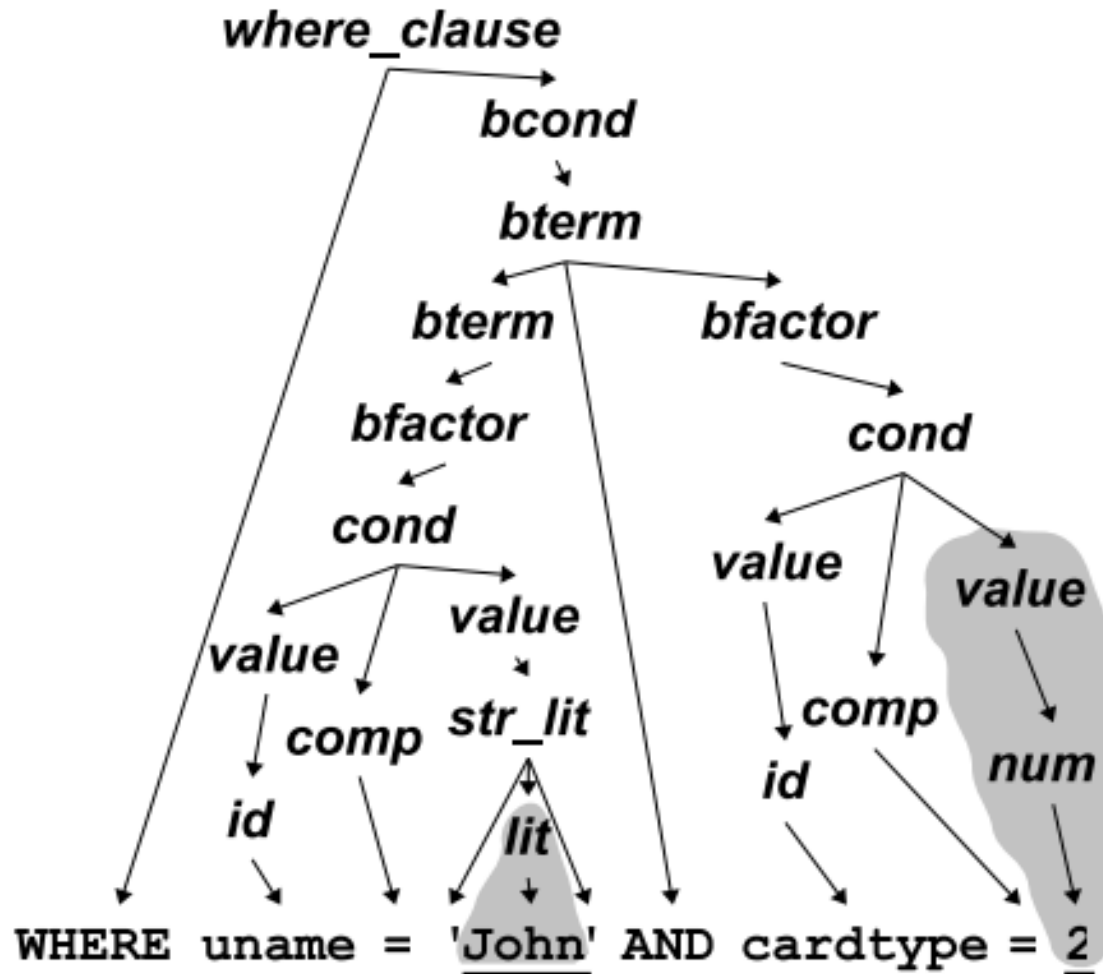 where_clause
bcond
bterm
bterm bfactor
bfactor cond
cond
value value
value value
str_lit comp
comp num
id id
lit
WHERE uname = 'John' AND cardtype = 2